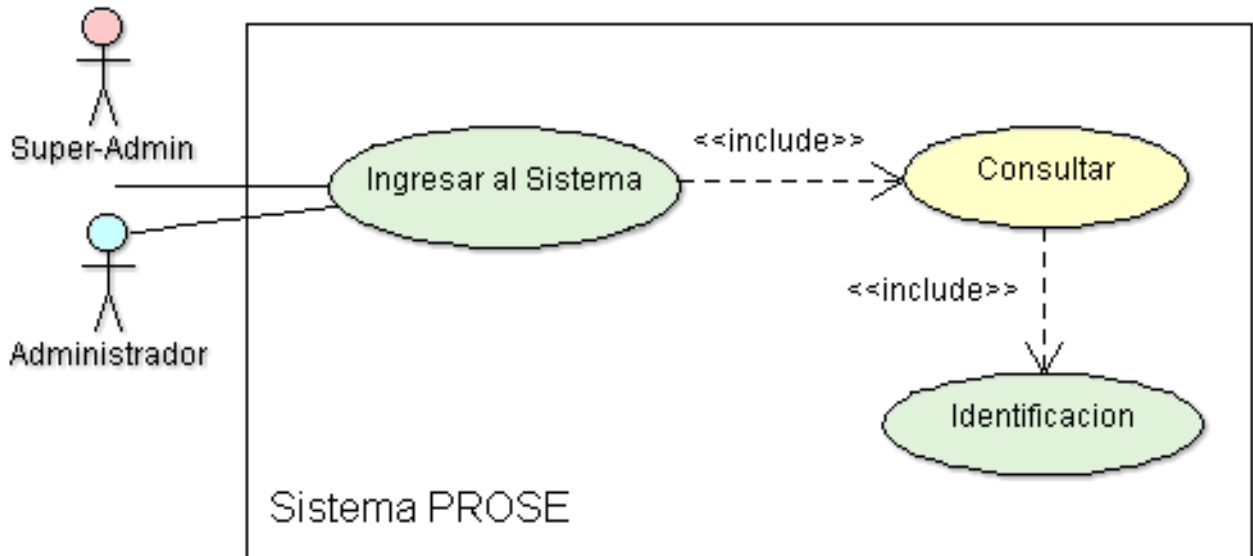 Super-Admin
Ingresar al Sistema
<<include>>
Consultar
Administrador
<<include>>
Identificacion
Sistema PROSE